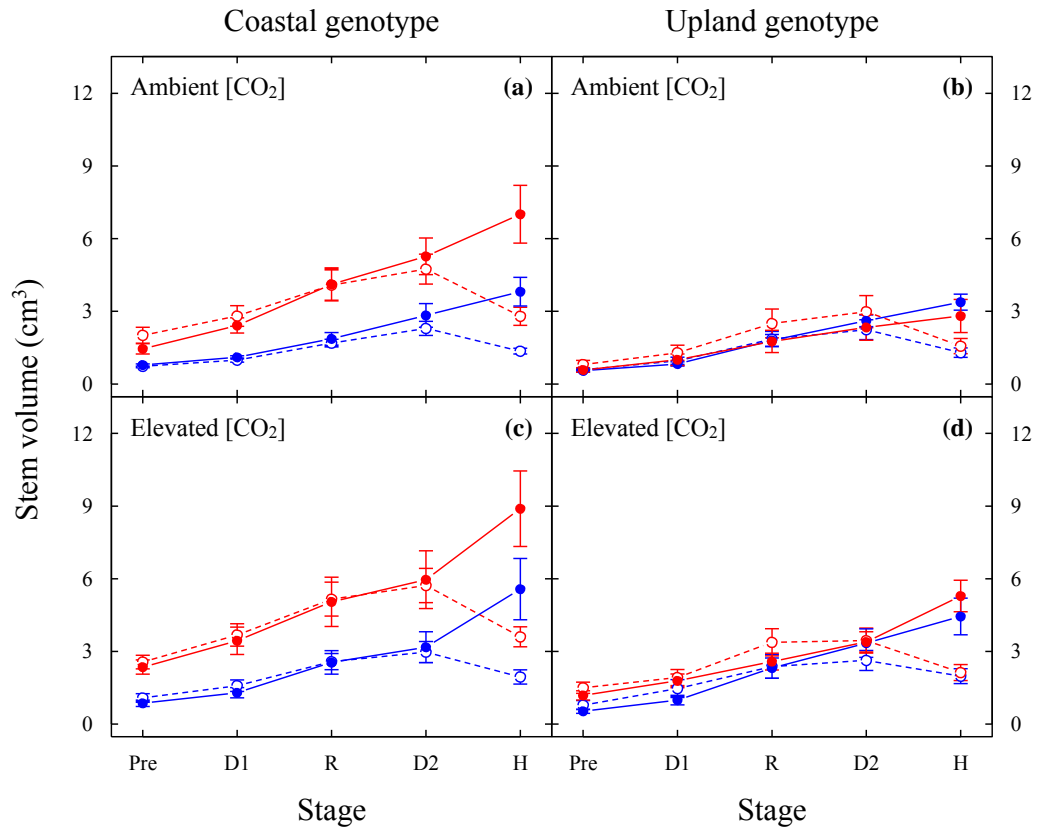 Coastal genotype
Upland genotype
Ambient [CO₂]
(a)
Ambient [CO₂]
(b)
12
9
6
3
0
12
9
6
3
0
Elevated [CO₂]
(c)
Elevated [CO₂]
(d)
12
9
6
3
0
12
9
6
3
0
Stem volume (cm³)
Pre D1 R D2 H
Pre D1 R D2 H
Stage
Stage